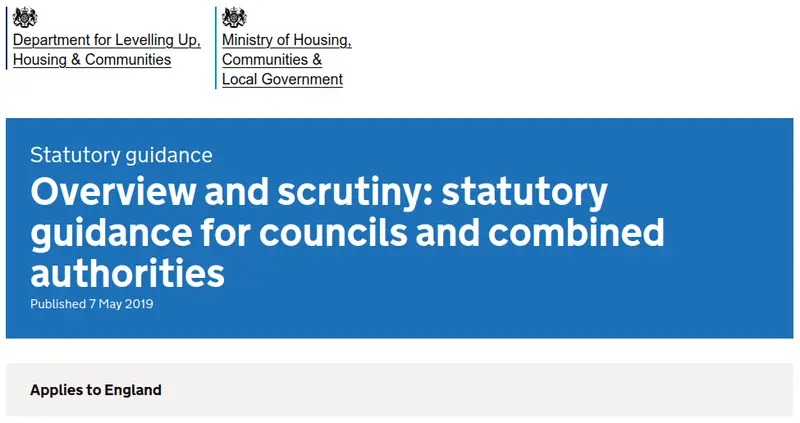 Department for Levelling Up,
Housing & Communities
Ministry of Housing,
Communities &
Local Government
Statutory guidance
Overview and scrutiny: statutory
guidance for councils and combined
authorities
Published 7 May 2019
Applies to England